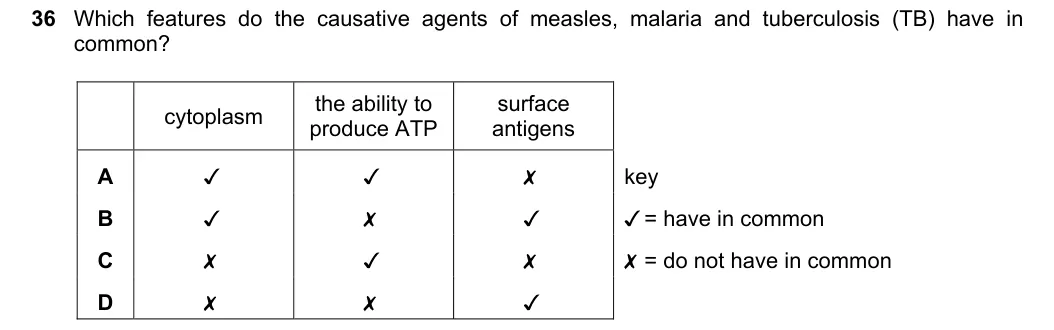 36 Which features do the causative agents of measles, malaria and tuberculosis (TB) have in
common?
cytoplasm the ability to produce ATP surface antigens
A ✓ ✓ ✗ key
B ✓ ✗ ✓ ✓ = have in common
C ✗ ✓ ✗ ✗ = do not have in common
D ✗ ✗ ✓